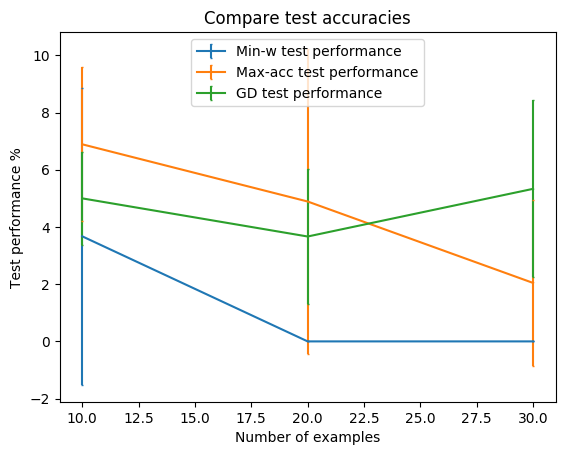 Compare test accuracies
Min-w test performance
Max-acc test performance
GD test performance
Test performance %
10
8
6
4
2
0
−2
10.0 12.5 15.0 17.5 20.0 22.5 25.0 27.5 30.0
Number of examples